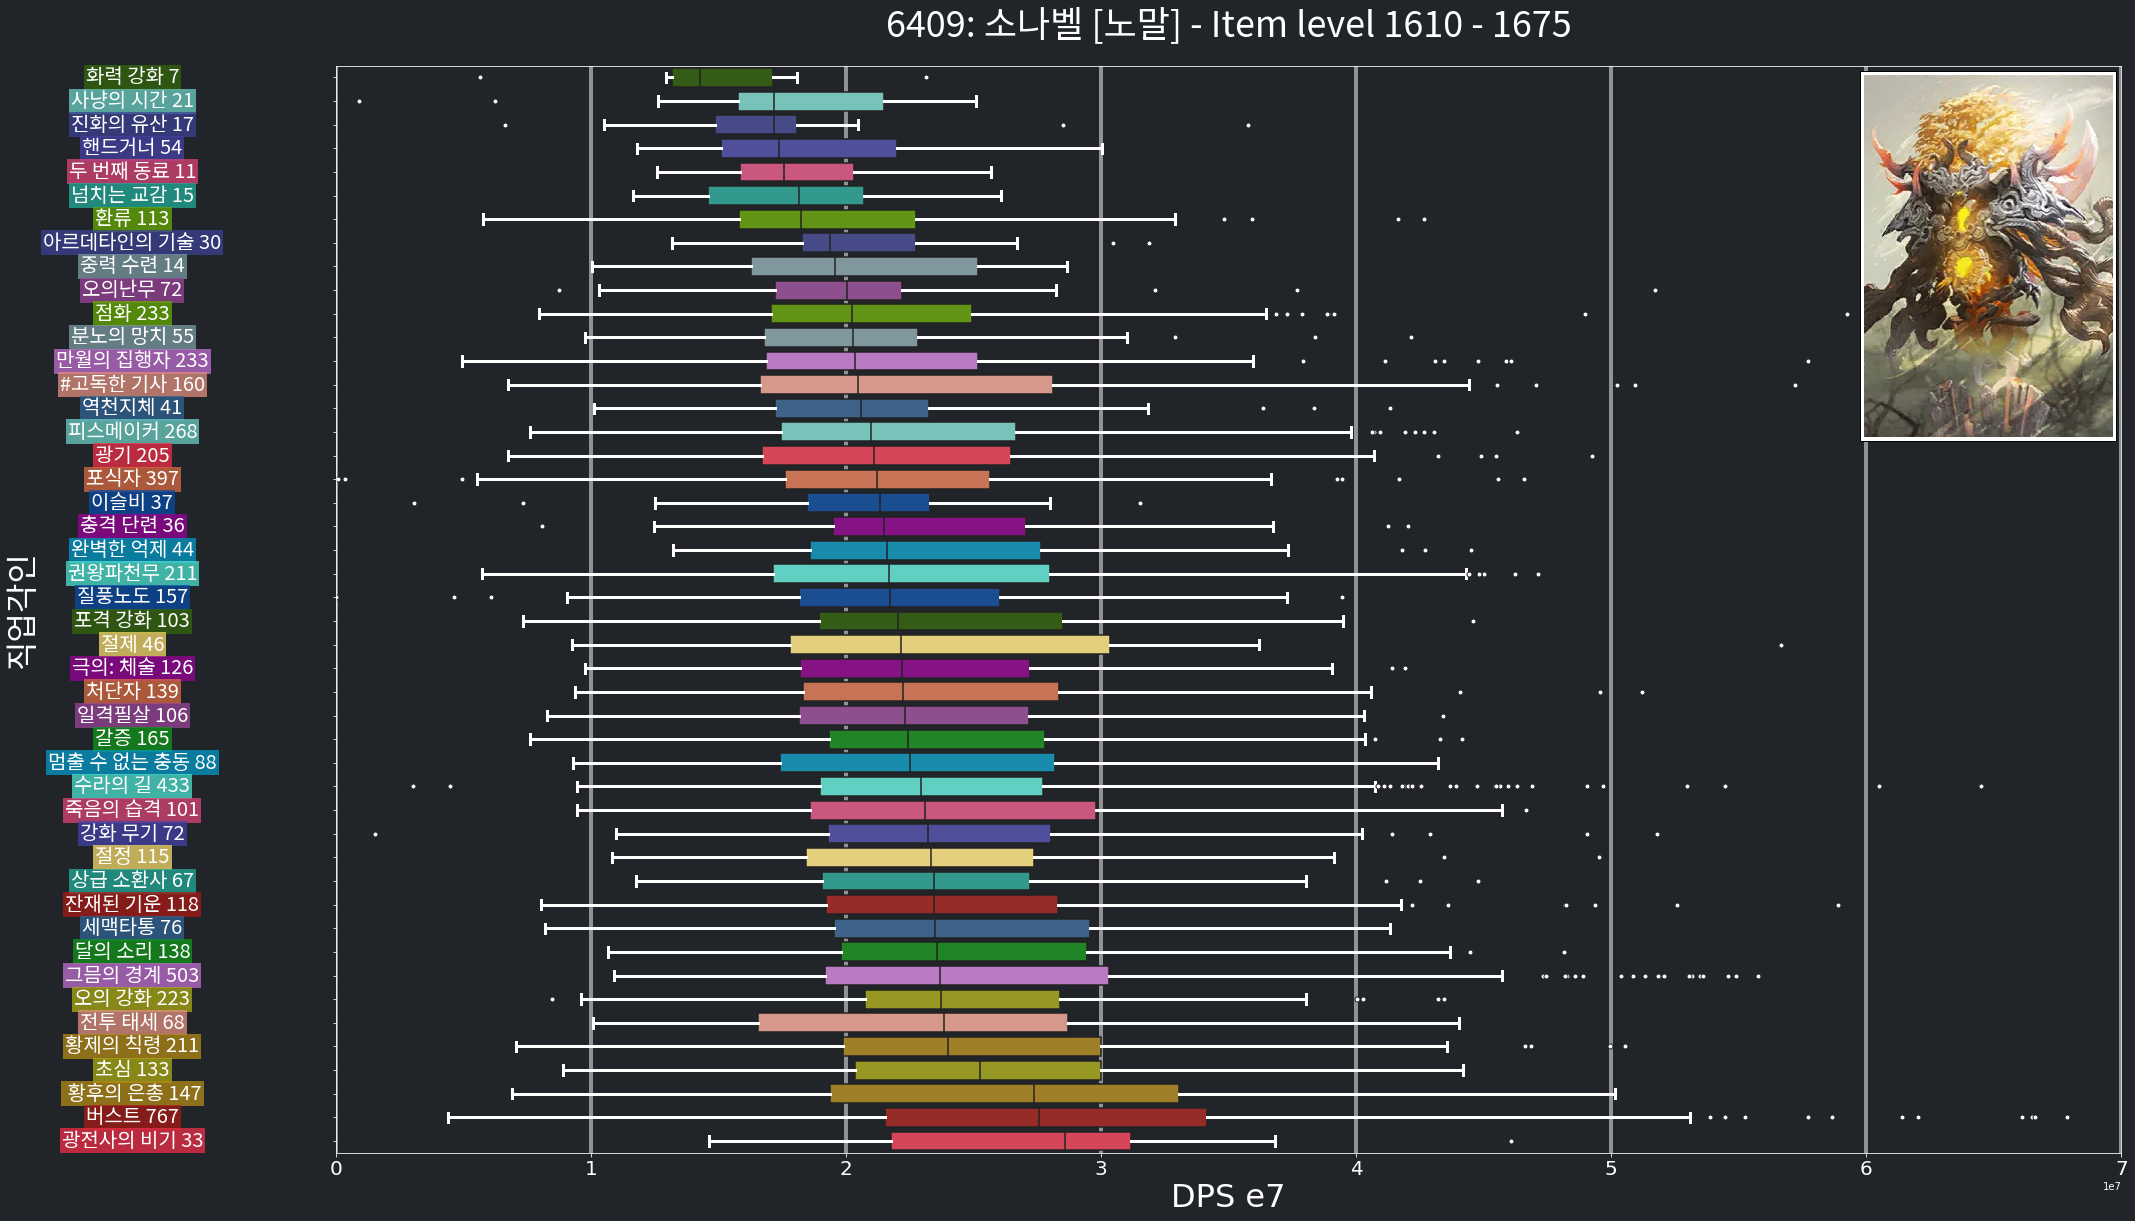 6409: 소나벨 [노말] - Item level 1610 - 1675
화력 강화 7
사냥의 시간 21
진화의 유산 17
핸드거너 54
두 번째 동료 11
넘치는 교감 15
환류 113
아르데타인의 기술 30
중력 수련 14
오의난무 72
점화 233
분노의 망치 55
만월의 집행자 233
#고독한 기사 160
역천지체 41
피스메이커 268
광기 205
포식자 397
이슬비 37
충격 단련 36
완벽한 억제 44
권왕파천무 211
질풍노도 157
포격 강화 103
절제 46
극의: 체술 126
처단자 139
일격필살 106
갈증 165
멈출 수 없는 충동 88
수라의 길 433
죽음의 습격 101
강화 무기 72
절정 115
상급 소환사 67
잔재된 기운 118
세맥타통 76
달의 소리 138
그믐의 경계 503
오의 강화 223
전투 태세 68
황제의 칙령 211
초심 133
황후의 은총 147
버스트 767
광전사의 비기 33
직업각인
0 1 2 3 4 5 6 7
DPS e7
1e7